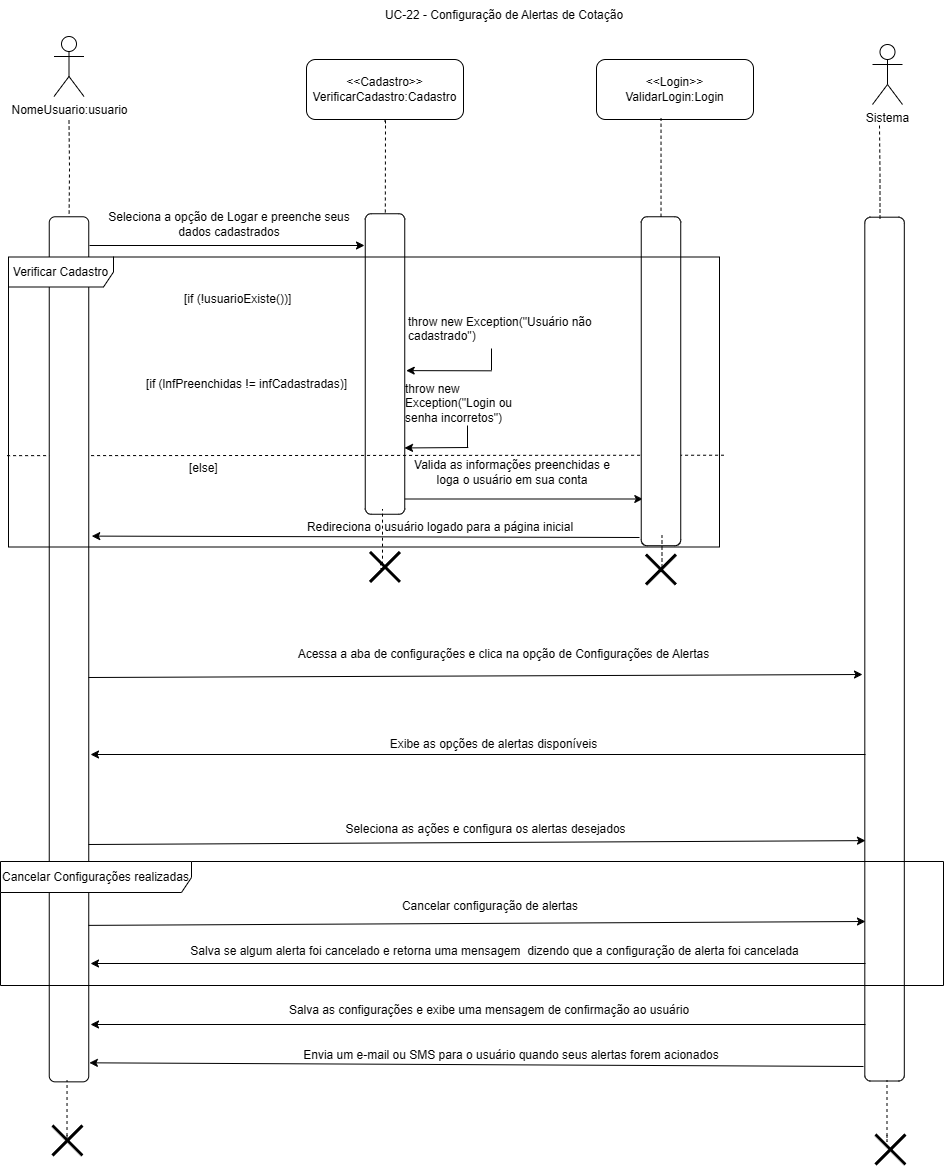 UC-22 - Configuração de Alertas de Cotação
NomeUsuario:usuario
<<Cadastro>>
VerificarCadastro:Cadastro
<<Login>>
ValidarLogin:Login
Sistema
Seleciona a opção de Logar e preenche seus
dados cadastrados
Verificar Cadastro
[if (!usuarioExiste())]
throw new Exception("Usuário não
cadastrado")
[if (InfPreenchidas != infCadastradas)]
throw new
Exception("Login ou
senha incorretos")
[else]
Valida as informações preenchidas e
loga o usuário em sua conta
Redireciona o usuário logado para a página inicial
Acessa a aba de configurações e clica na opção de Configurações de Alertas
Exibe as opções de alertas disponíveis
Seleciona as ações e configura os alertas desejados
Cancelar Configurações realizadas
Cancelar configuração de alertas
Salva se algum alerta foi cancelado e retorna uma mensagem  dizendo que a configuração de alerta foi cancelada
Salva as configurações e exibe uma mensagem de confirmação ao usuário
Envia um e-mail ou SMS para o usuário quando seus alertas forem acionados